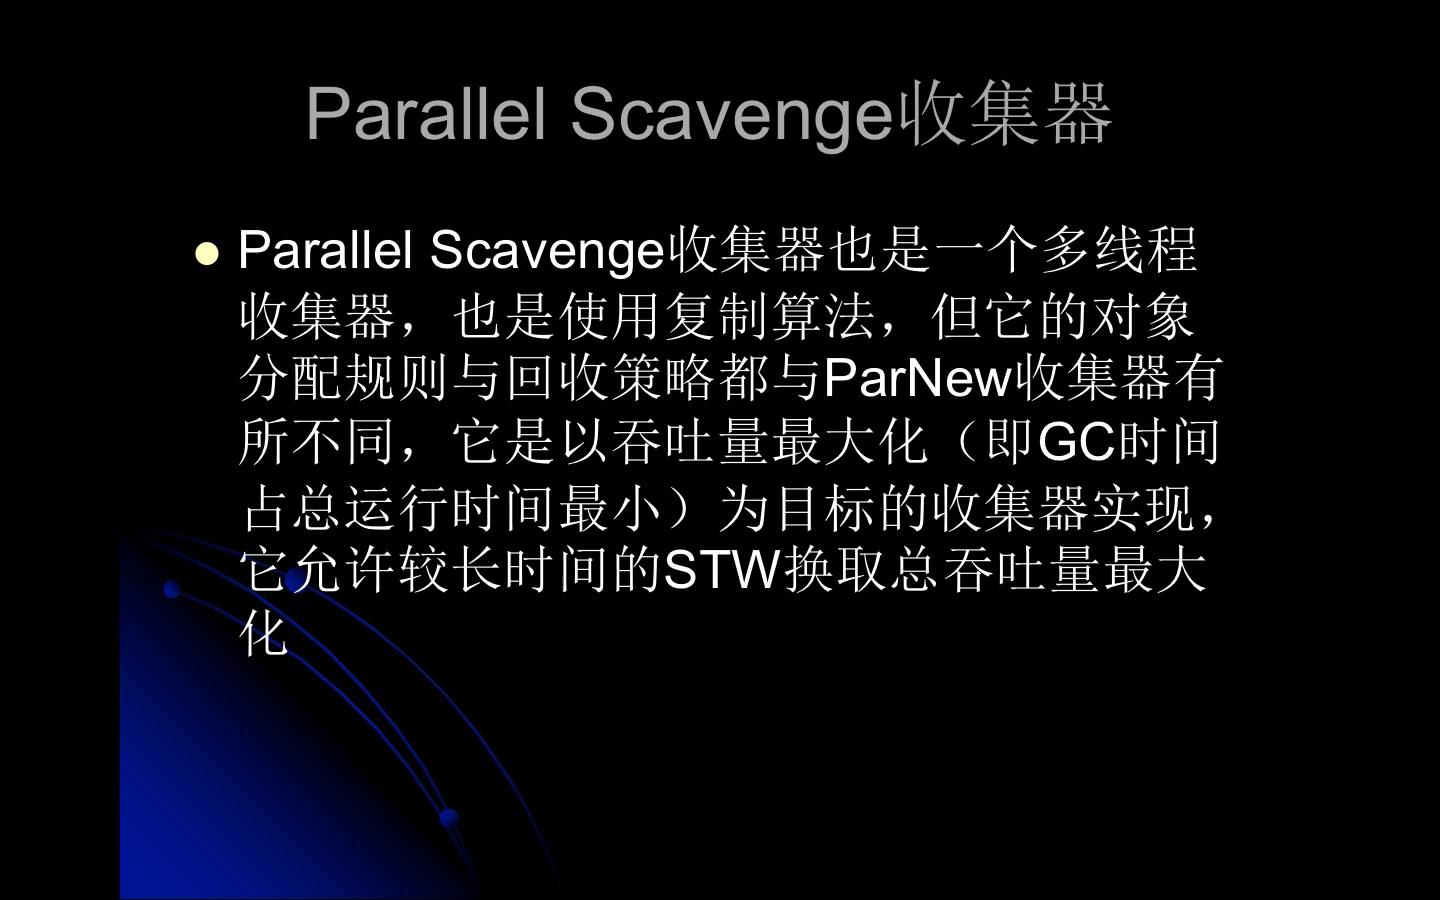 Parallel Scavenge收集器
Parallel Scavenge收集器也是一个多线程
收集器，也是使用复制算法，但它的对象
分配规则与回收策略都与ParNew收集器有
所不同，它是以吞吐量最大化（即GC时间
占总运行时间最小）为目标的收集器实现，
它允许较长时间的STW换取总吞吐量最大
化